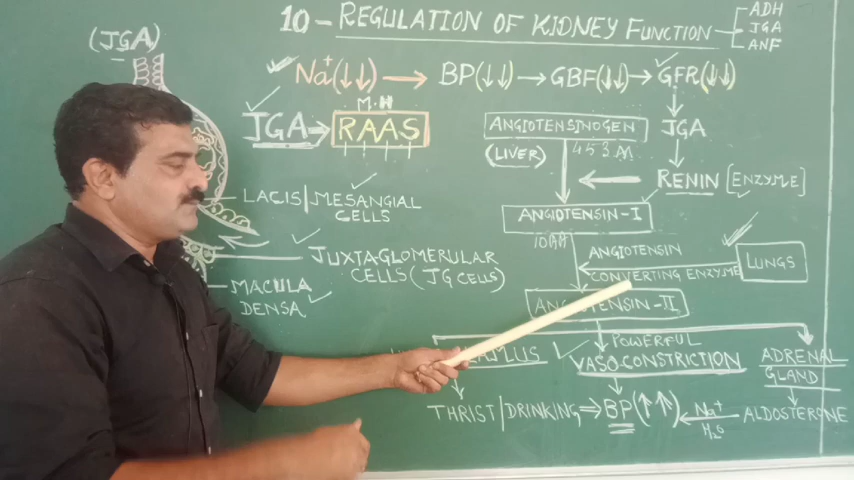 10 - REGULATION OF KIDNEY FUNCTION
ADH
JGA
ANF
(JGA)
Na+(↓↓) → BP(↓↓) → GBF(↓↓) → GFR(↓↓)
M.H
JGA ⇒ RAAS
ANGIOTENSINOGEN
JGA
(LIVER)
453 AA
RENIN [ENZYME]
LACIS/MESANGIAL
CELLS
ANGIOTENSIN-I
10AA
ANGIOTENSIN
CONVERTING ENZYME
LUNGS
JUXTAGLOMERULAR
CELLS (JG CELLS)
MACULA
DENSA
ANGIOTENSIN-II
POWERFUL
VASOCONSTRICTION
ADRENAL
GLAND
THRIST/DRINKING ⇒ BP(↑↑)
Na+
H2O
ALDOSTERONE